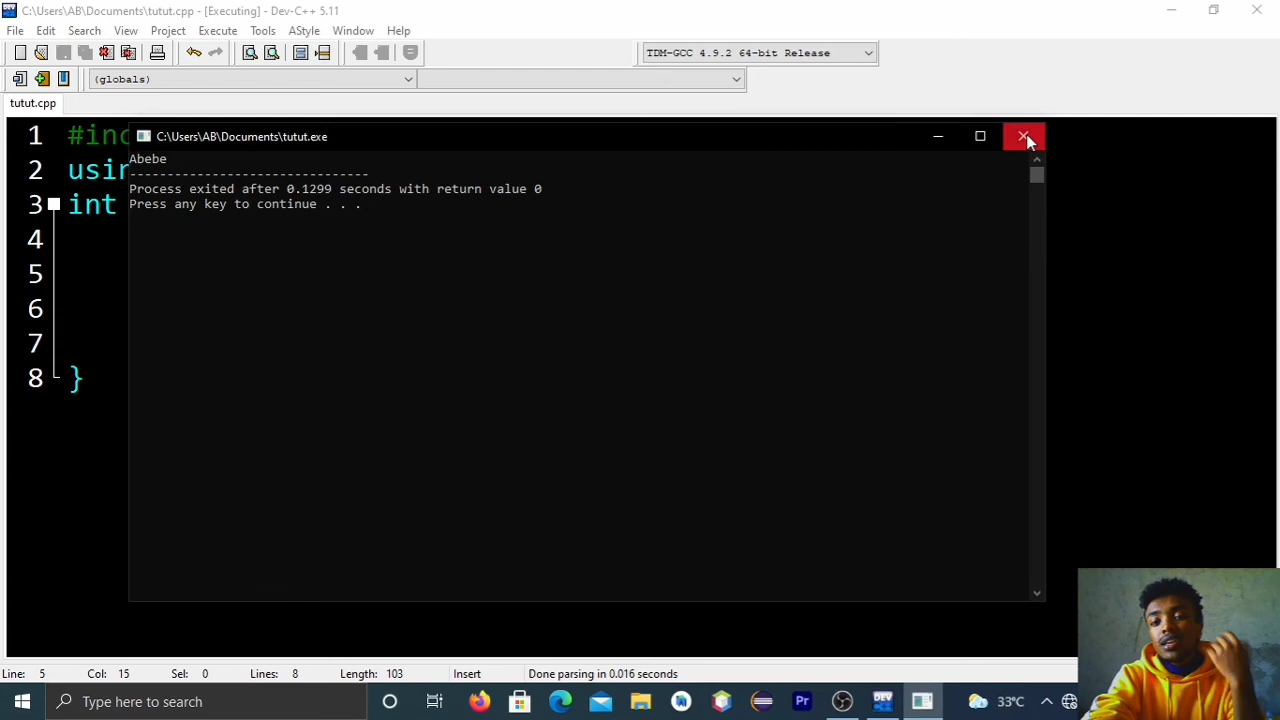 C:\Users\AB\Documents\tutut.cpp - [Executing] - Dev-C++ 5.11
File Edit Search View Project Execute Tools AStyle Window Help
TDM-GCC 4.9.2 64-bit Release
(globals)
tutut.cpp
C:\Users\AB\Documents\tutut.exe
Abebe
--------------------------------
Process exited after 0.1299 seconds with return value 0
Press any key to continue . . .
1 #inc
2 usin
3 int
4
5
6
7
8 }
Line: 5 Col: 15 Sel: 0 Lines: 8 Length: 103 Insert Done parsing in 0.016 seconds
Type here to search
Pr
DEV
33°C